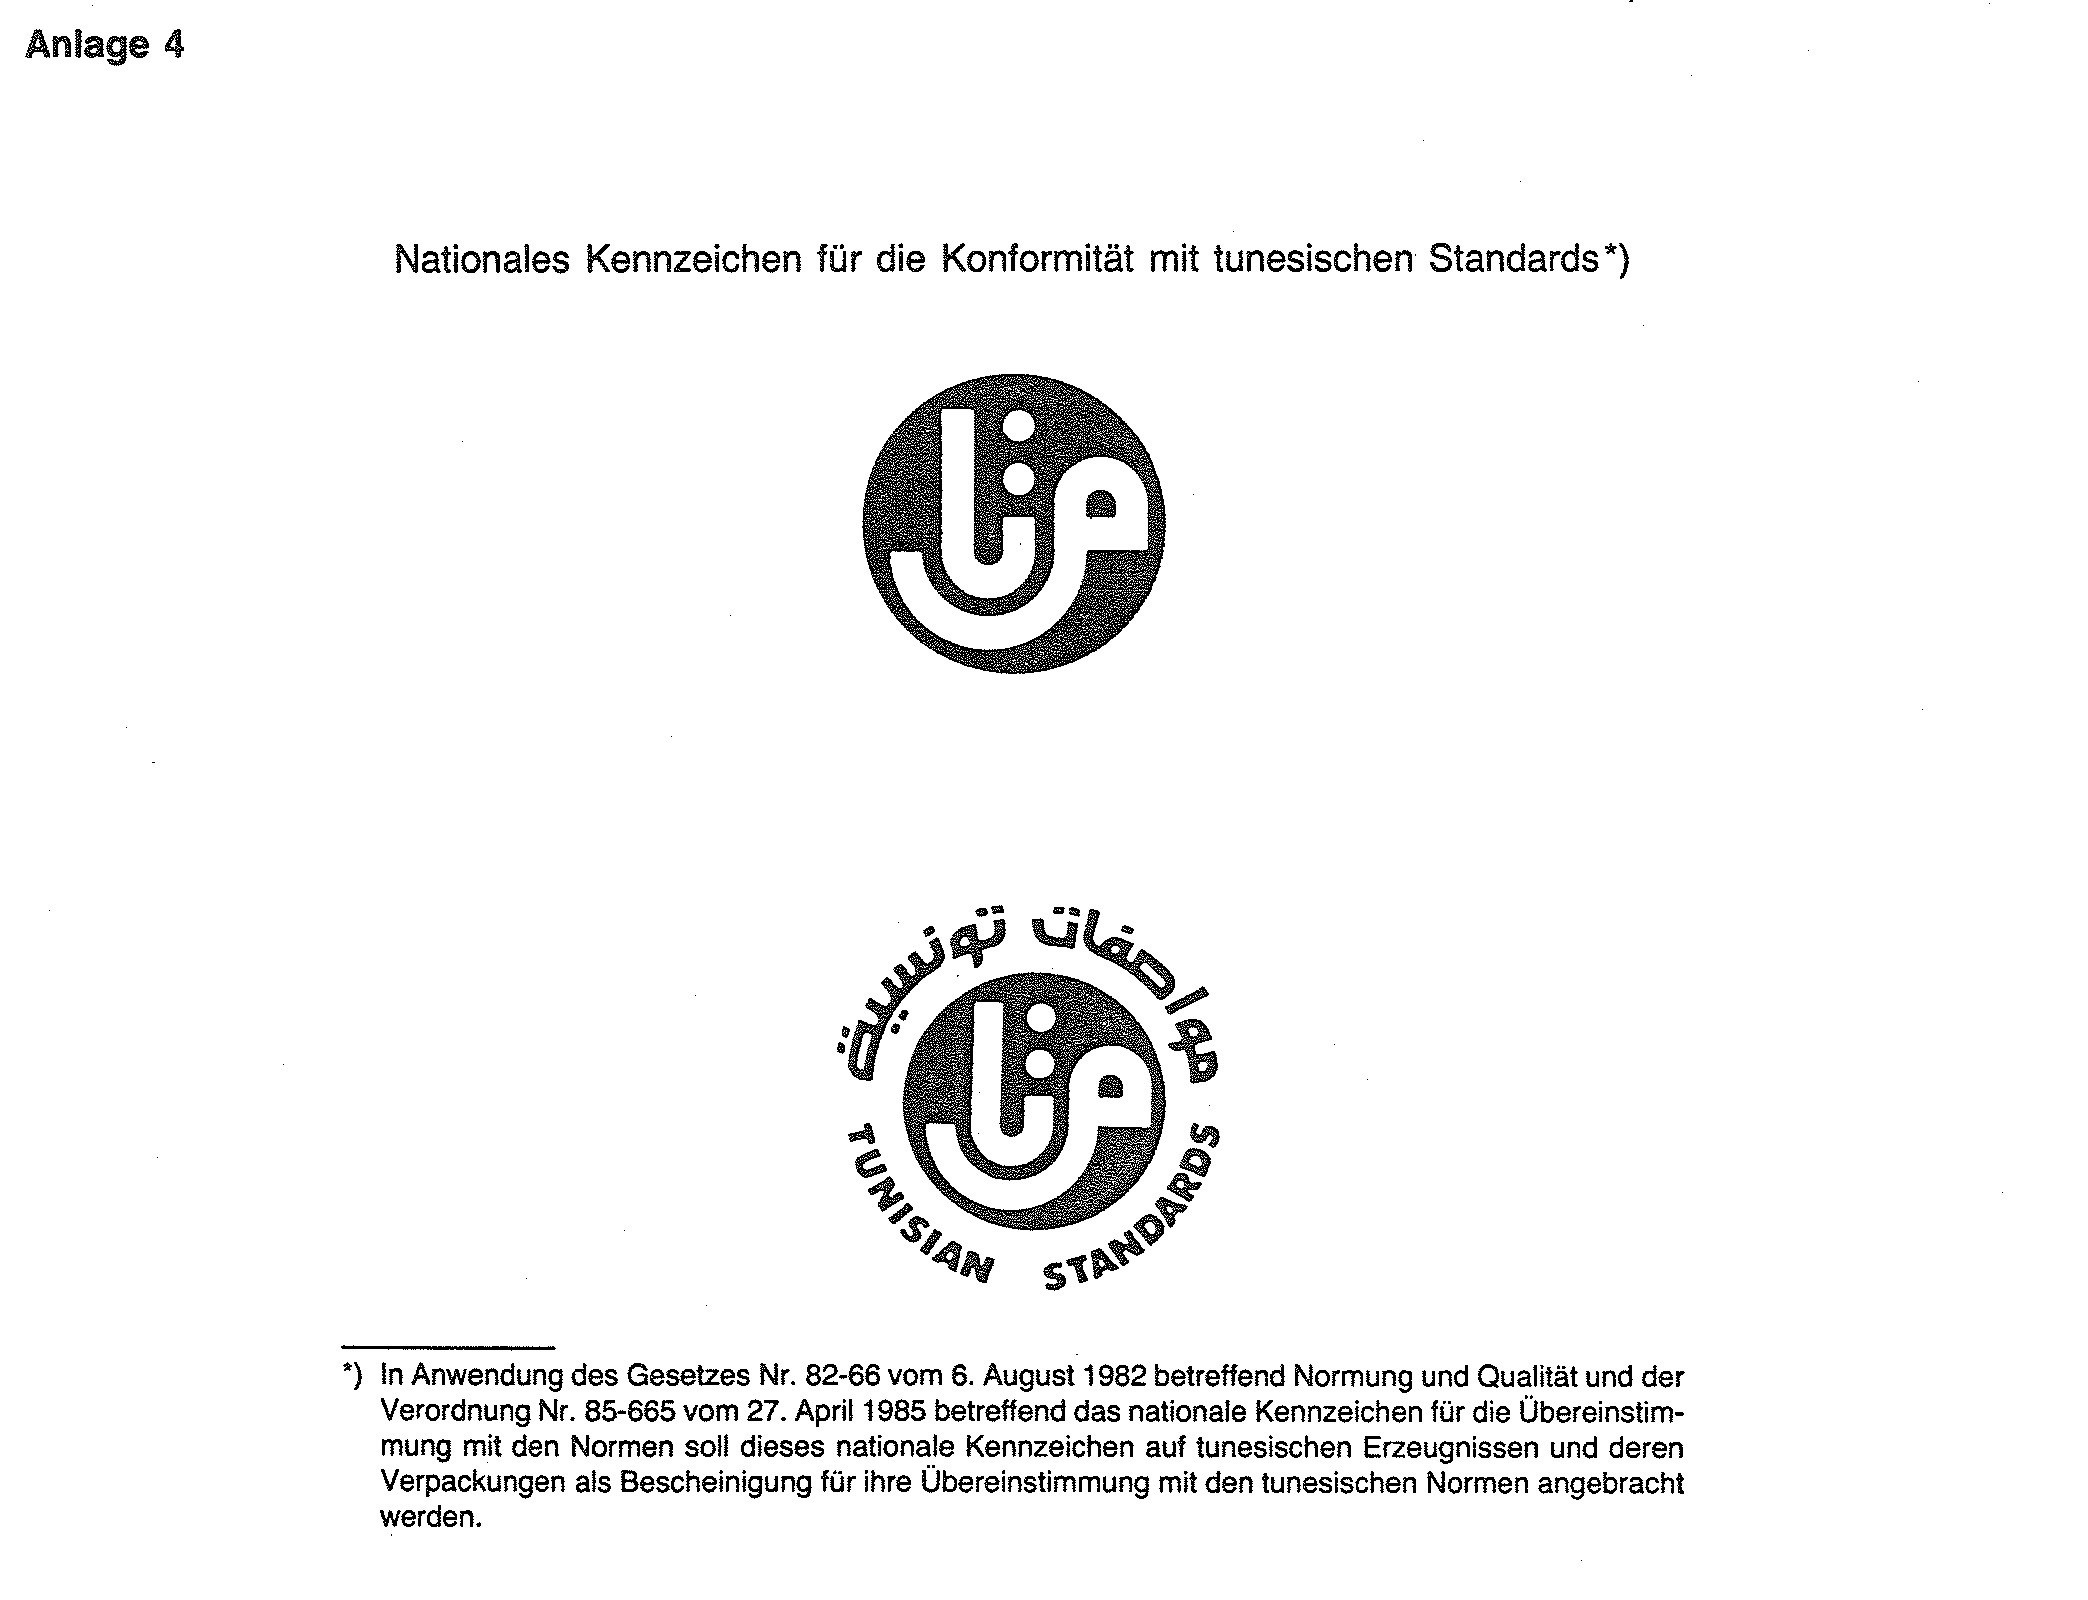 Anlage 4
Nationales Kennzeichen für die Konformität mit tunesischen Standards*)
مواصفات تونسية
TUNISIAN STANDARDS
*) In Anwendung des Gesetzes Nr. 82-66 vom 6. August 1982 betreffend Normung und Qualität und der
Verordnung Nr. 85-665 vom 27. April 1985 betreffend das nationale Kennzeichen für die Übereinstim-
mung mit den Normen soll dieses nationale Kennzeichen auf tunesischen Erzeugnissen und deren
Verpackungen als Bescheinigung für ihre Übereinstimmung mit den tunesischen Normen angebracht
werden.